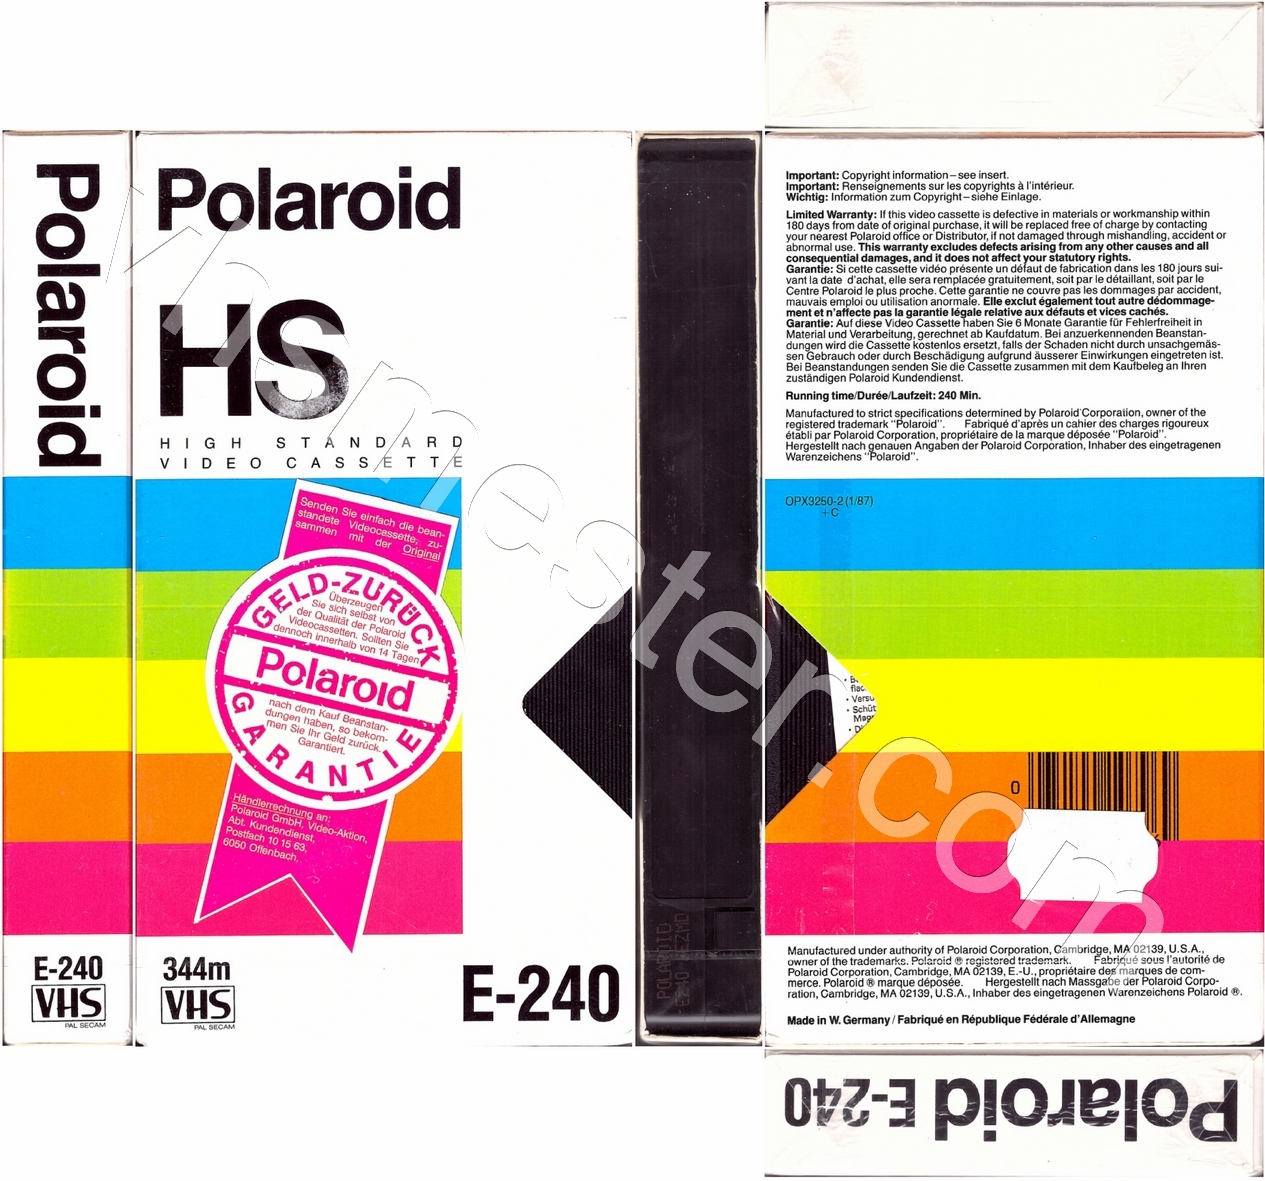 Polaroid
E-240
VHS
PAL SECAM
Polaroid
HS
HIGH STANDARD
VIDEO CASSETTE
Senden Sie einfach die bean-
standete Videocassette, zu-
sammen mit der Original
GELD-ZURÜCK
Überzeugen
Sie sich selbst von
der Qualität der Polaroid
Videocassetten. Sollten Sie
dennoch innerhalb von 14 Tagen
Polaroid
nach dem Kauf Beanstan-
dungen haben, so bekom-
men Sie Ihr Geld zurück.
Garantiert.
GARANTIE
Händlerrechnung an:
Polaroid GmbH, Video-Aktion,
Abt. Kundendienst,
Postfach 10 15 63,
6050 Offenbach,
344m
VHS
PAL SECAM
E-240
POLAROID
E240
Important: Copyright information – see insert.
Important: Renseignements sur les copyrights à l'intérieur.
Wichtig: Information zum Copyright – siehe Einlage.
Limited Warranty: If this video cassette is defective in materials or workmanship within
180 days from date of original purchase, it will be replaced free of charge by contacting
your nearest Polaroid office or Distributor, if not damaged through mishandling, accident or
abnormal use. This warranty excludes defects arising from any other causes and all
consequential damages, and it does not affect your statutory rights.
Garantie: Si cette cassette vidéo présente un défaut de fabrication dans les 180 jours sui-
vant la date d'achat, elle sera remplacée gratuitement, soit par le détaillant, soit par le
Centre Polaroid le plus proche. Cette garantie ne couvre pas les dommages par accident,
mauvais emploi ou utilisation anormale. Elle exclut également tout autre dédommage-
ment et n'affecte pas la garantie légale relative aux défauts et vices cachés.
Garantie: Auf diese Video Cassette haben Sie 6 Monate Garantie für Fehlerfreiheit in
Material und Verarbeitung, gerechnet ab Kaufdatum. Bei anzuerkennenden Beanstan-
dungen wird die Cassette kostenlos ersetzt, falls der Schaden nicht durch unsachgemäs-
sen Gebrauch oder durch Beschädigung aufgrund äusserer Einwirkungen eingetreten ist.
Bei Beanstandungen senden Sie die Cassette zusammen mit dem Kaufbeleg an Ihren
zuständigen Polaroid Kundendienst.
Running time/Durée/Laufzeit: 240 Min.
Manufactured to strict specifications determined by Polaroid Corporation, owner of the
registered trademark "Polaroid". Fabriqué d'après un cahier des charges rigoureux
établi par Polaroid Corporation, propriétaire de la marque déposée "Polaroid".
Hergestellt nach genauen Angaben der Polaroid Corporation, Inhaber des eingetragenen
Warenzeichens "Polaroid".
OPX3250-2 (1/87)
+C
Versu
Schüt
0
Manufactured under authority of Polaroid Corporation, Cambridge, MA 02139, U.S.A.,
owner of the trademarks. Polaroid ® registered trademark. Fabriqué sous l'autorité de
Polaroid Corporation, Cambridge, MA 02139, E.-U., propriétaire des marques de com-
merce. Polaroid ® marque déposée. Hergestellt nach Massgabe der Polaroid Corpo-
ration, Cambridge, MA 02139, U.S.A., Inhaber des eingetragenen Warenzeichens Polaroid ®.
Made in W. Germany / Fabriqué en République Fédérale d'Allemagne
Polaroid E-240
vhsmester.com